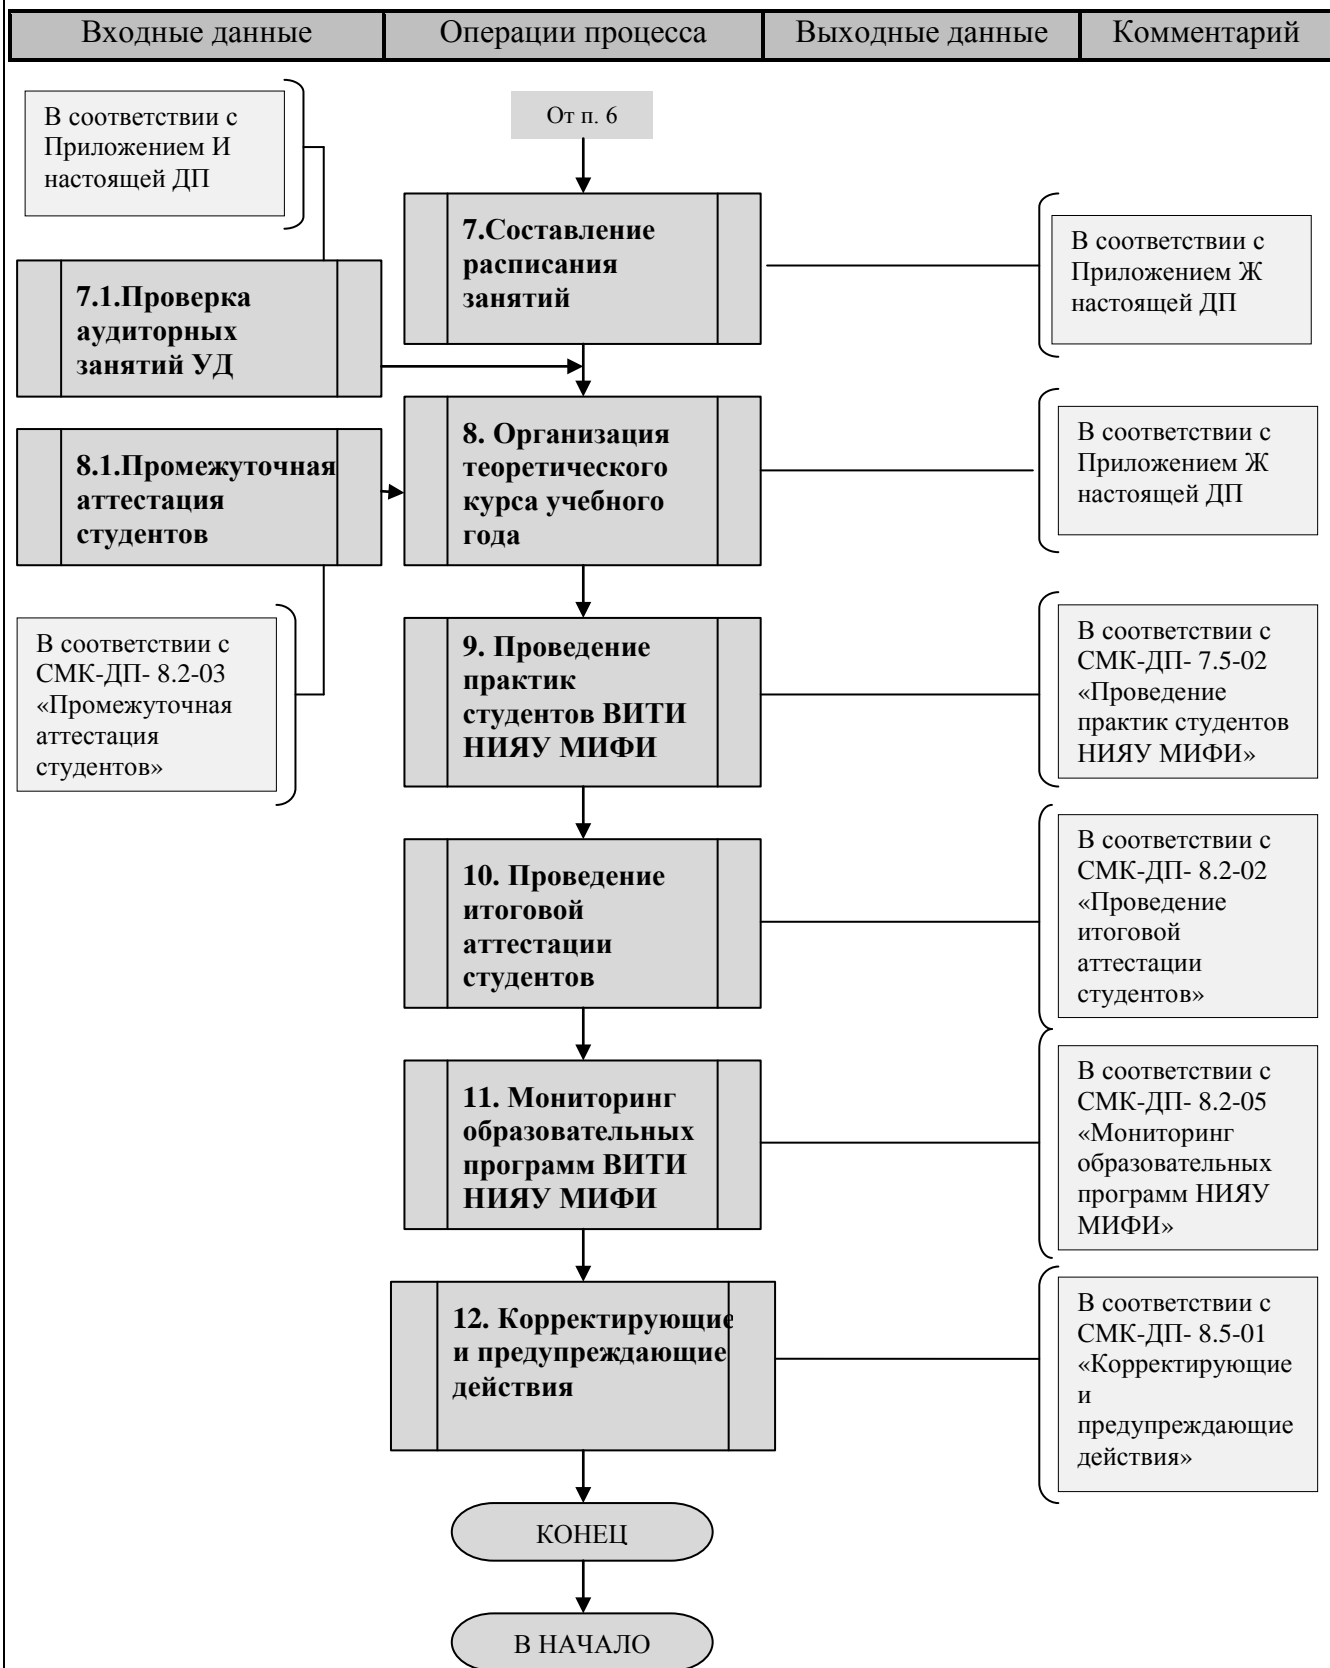 Входные данные
Операции процесса
Выходные данные
Комментарий
В соответствии с
Приложением И
настоящей ДП
От п. 6
7.Составление
расписания
занятий
В соответствии с
Приложением Ж
настоящей ДП
7.1.Проверка
аудиторных
занятий УД
8. Организация
теоретического
курса учебного
года
В соответствии с
Приложением Ж
настоящей ДП
8.1.Промежуточная
аттестация
студентов
В соответствии с
СМК-ДП- 8.2-03
«Промежуточная
аттестация
студентов»
9. Проведение
практик
студентов ВИТИ
НИЯУ МИФИ
В соответствии с
СМК-ДП- 7.5-02
«Проведение
практик студентов
НИЯУ МИФИ»
10. Проведение
итоговой
аттестации
студентов
В соответствии с
СМК-ДП- 8.2-02
«Проведение
итоговой
аттестации
студентов»
11. Мониторинг
образовательных
программ ВИТИ
НИЯУ МИФИ
В соответствии с
СМК-ДП- 8.2-05
«Мониторинг
образовательных
программ НИЯУ
МИФИ»
12. Корректирующие
и предупреждающие
действия
В соответствии с
СМК-ДП- 8.5-01
«Корректирующие
и
предупреждающие
действия»
КОНЕЦ
В НАЧАЛО